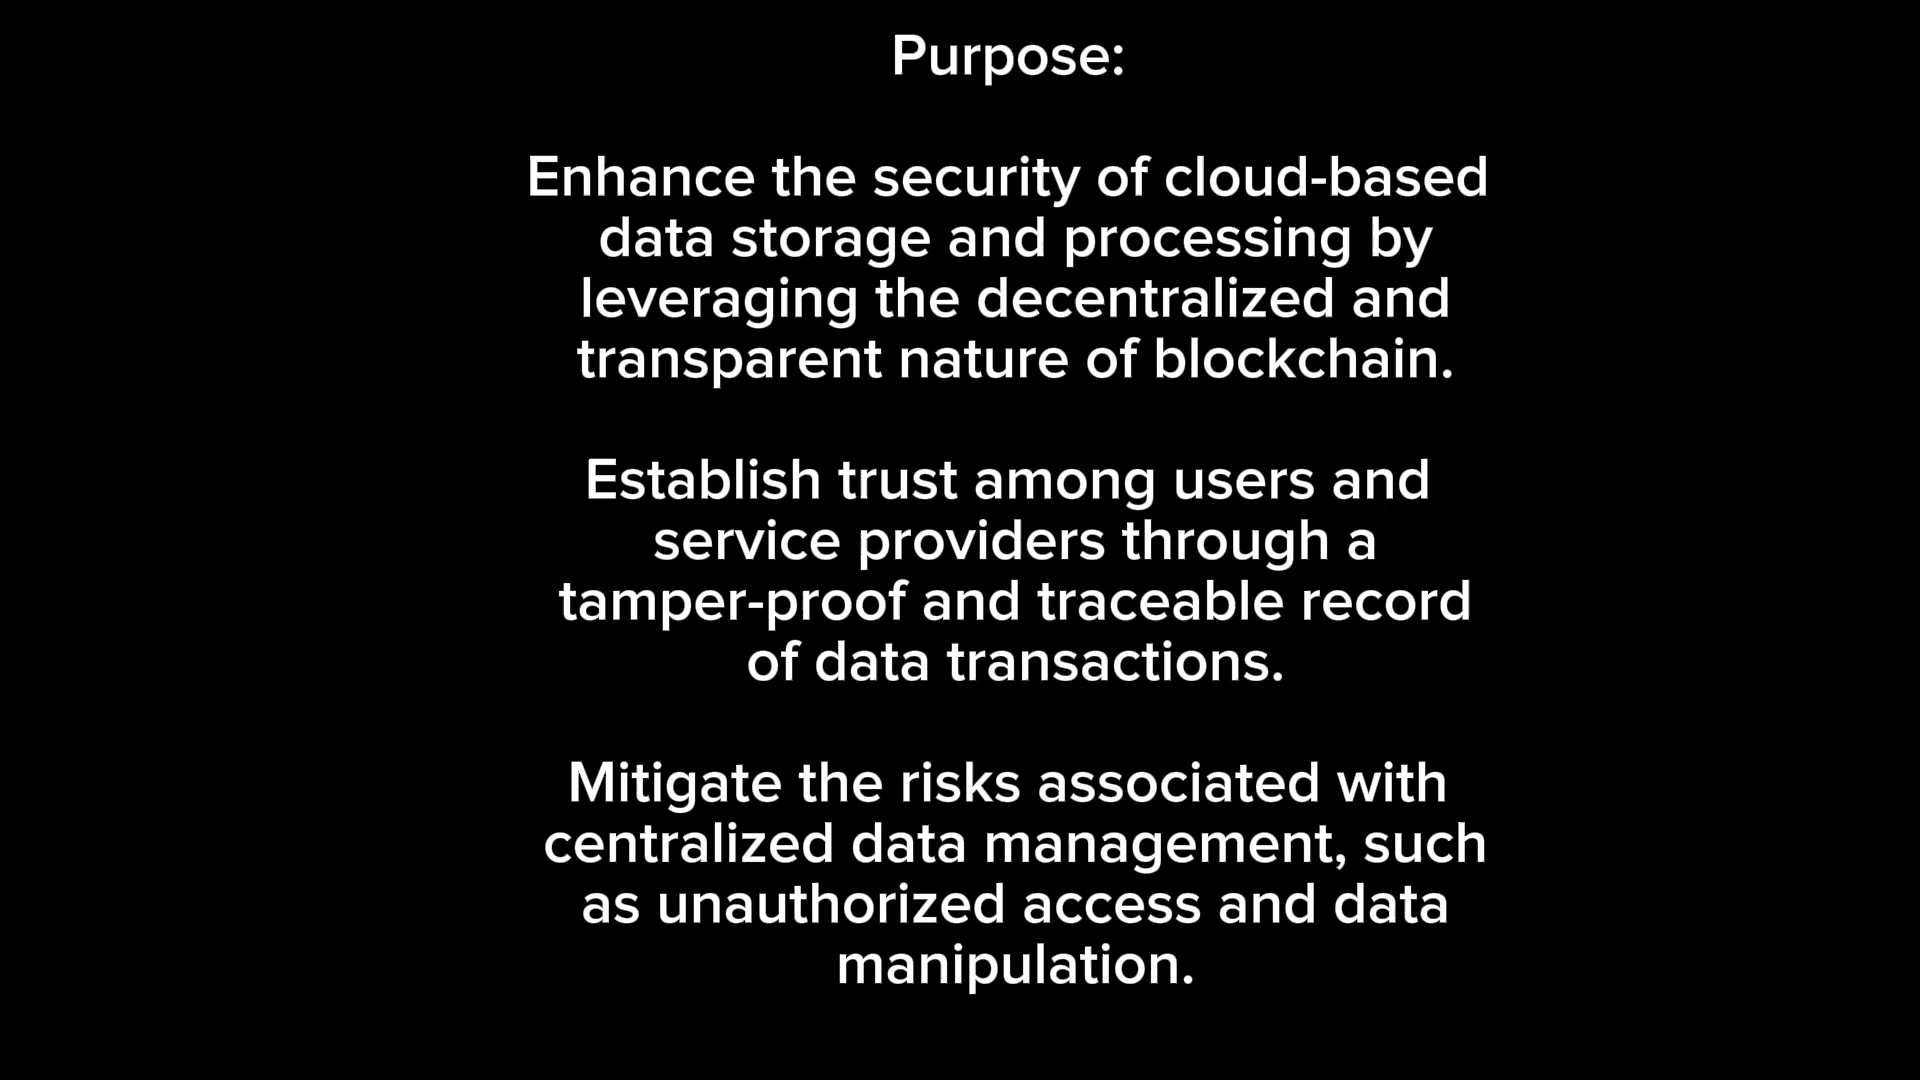 Purpose:
Enhance the security of cloud-based
data storage and processing by
leveraging the decentralized and
transparent nature of blockchain.
Establish trust among users and
service providers through a
tamper-proof and traceable record
of data transactions.
Mitigate the risks associated with
centralized data management, such
as unauthorized access and data
manipulation.